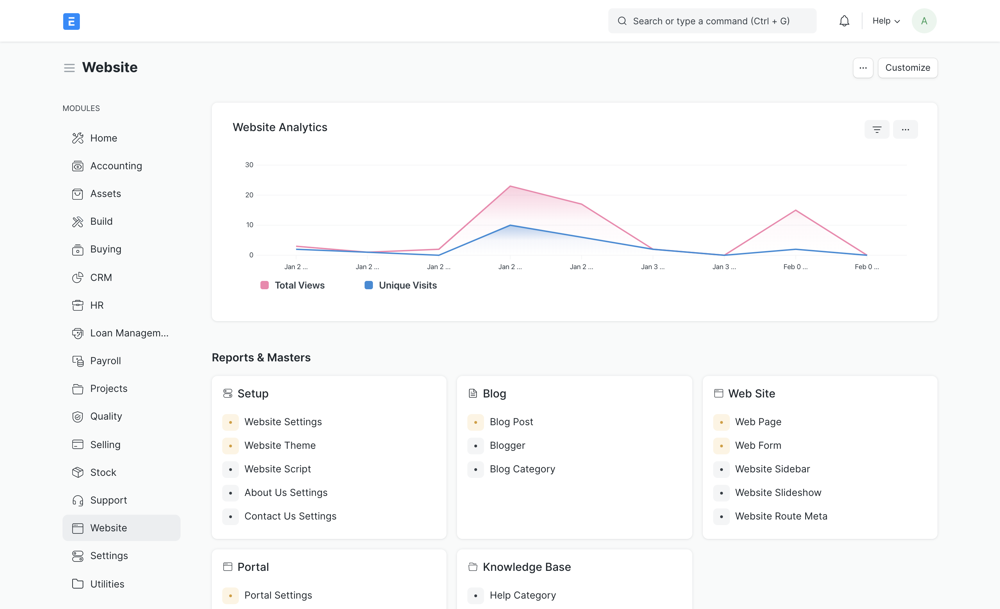 E
Search or type a command (Ctrl + G)
Help
A
Website
Customize
MODULES
Home
Accounting
Assets
Build
Buying
CRM
HR
Loan Managem...
Payroll
Projects
Quality
Selling
Stock
Support
Website
Settings
Utilities
Website Analytics
30
20
10
0
Jan 2 ... Jan 2 ... Jan 2 ... Jan 2 ... Jan 2 ... Jan 3 ... Jan 3 ... Feb 0 ... Feb 0 ...
Total Views Unique Visits
Reports & Masters
Setup
Website Settings
Website Theme
Website Script
About Us Settings
Contact Us Settings
Blog
Blog Post
Blogger
Blog Category
Web Site
Web Page
Web Form
Website Sidebar
Website Slideshow
Website Route Meta
Portal
Portal Settings
Knowledge Base
Help Category